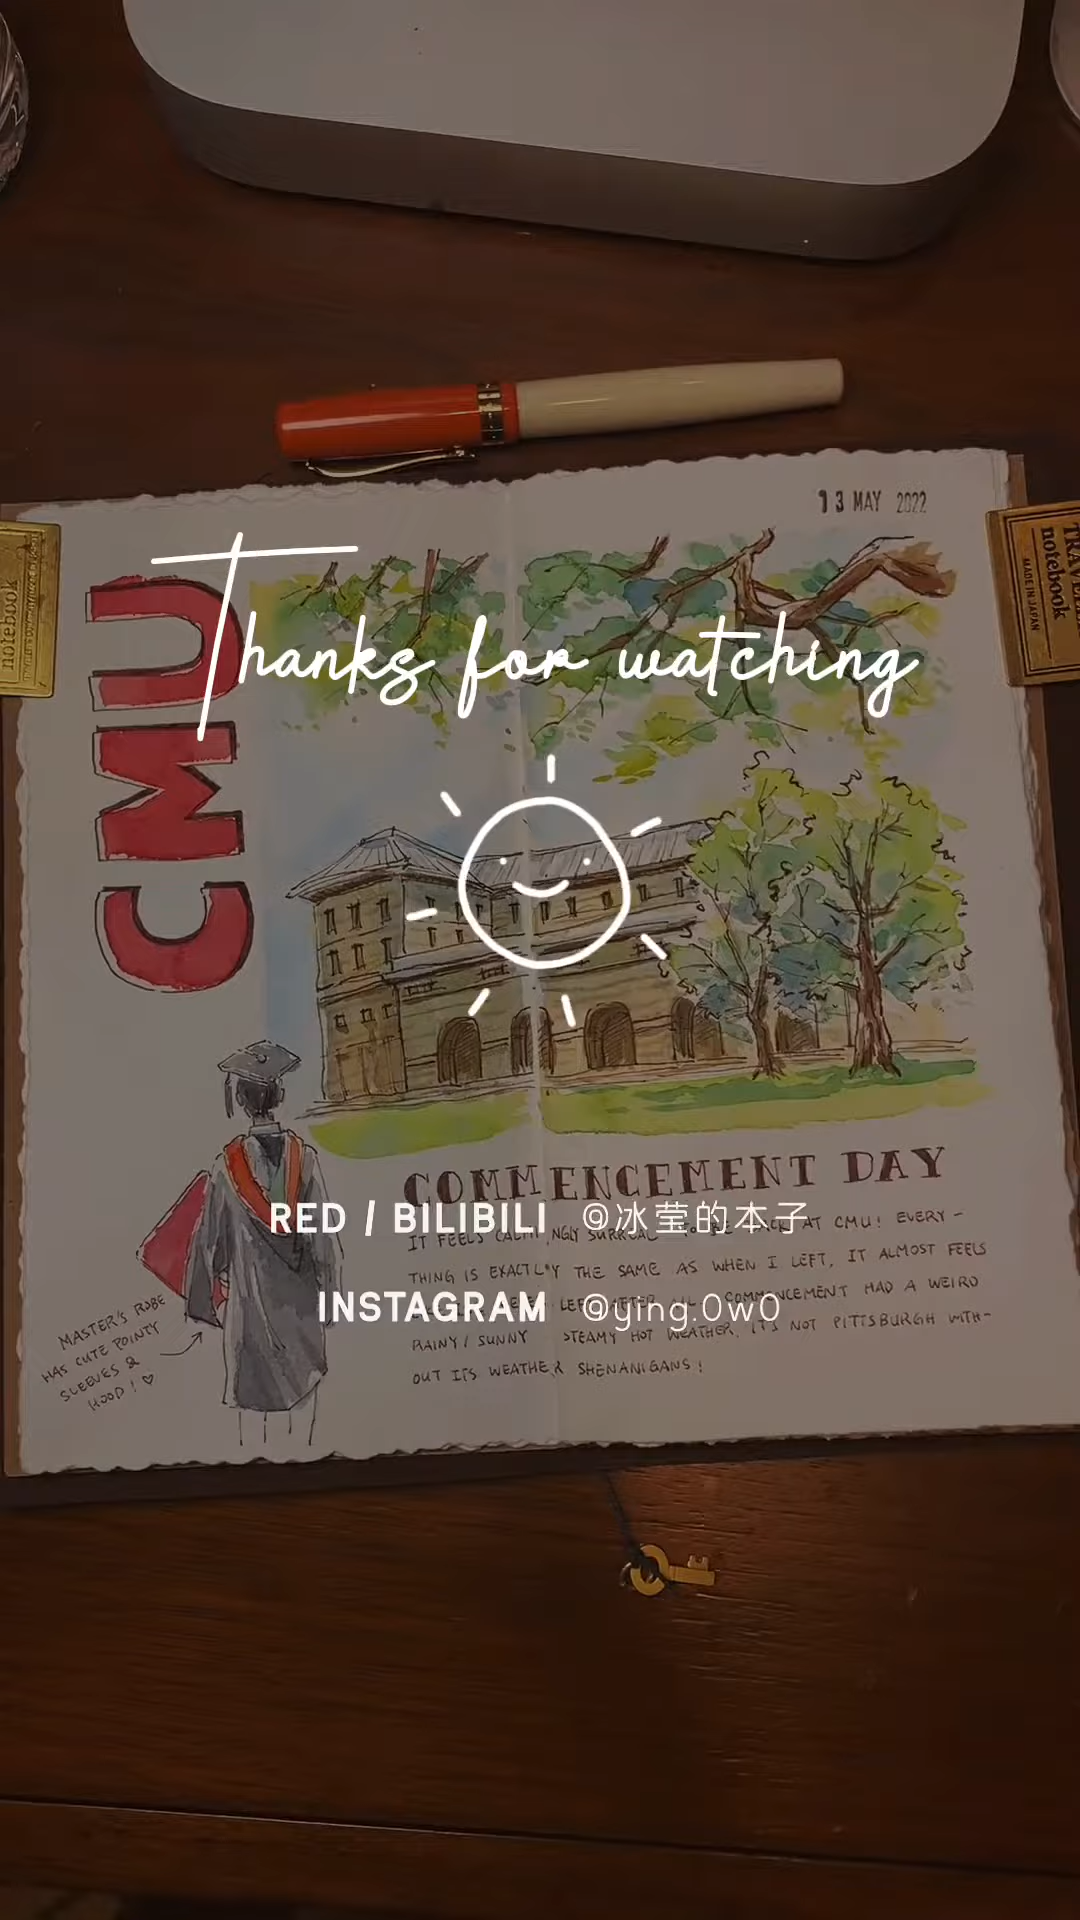 13 MAY 2022
Thanks for watching
CMU
notebook
TRAVELER'S
notebook
MADE IN JAPAN
COMMENCEMENT DAY
RED / BILIBILI @冰莹的本子
IT FEELS AT CMU! EVERY-
THING IS EXACTLY THE SAME AS WHEN I LEFT, IT ALMOST FEELS
INSTAGRAM @ying.0w0
COMMENCEMENT HAD A WEIRD
RAINY/SUNNY STEAMY HOT WEATHER, IT'S NOT PITTSBURGH WITH-
OUT ITS WEATHER SHENANIGANS!
MASTER'S ROBE
HAS CUTE POINTY
SLEEVES &
HOOD! ♡